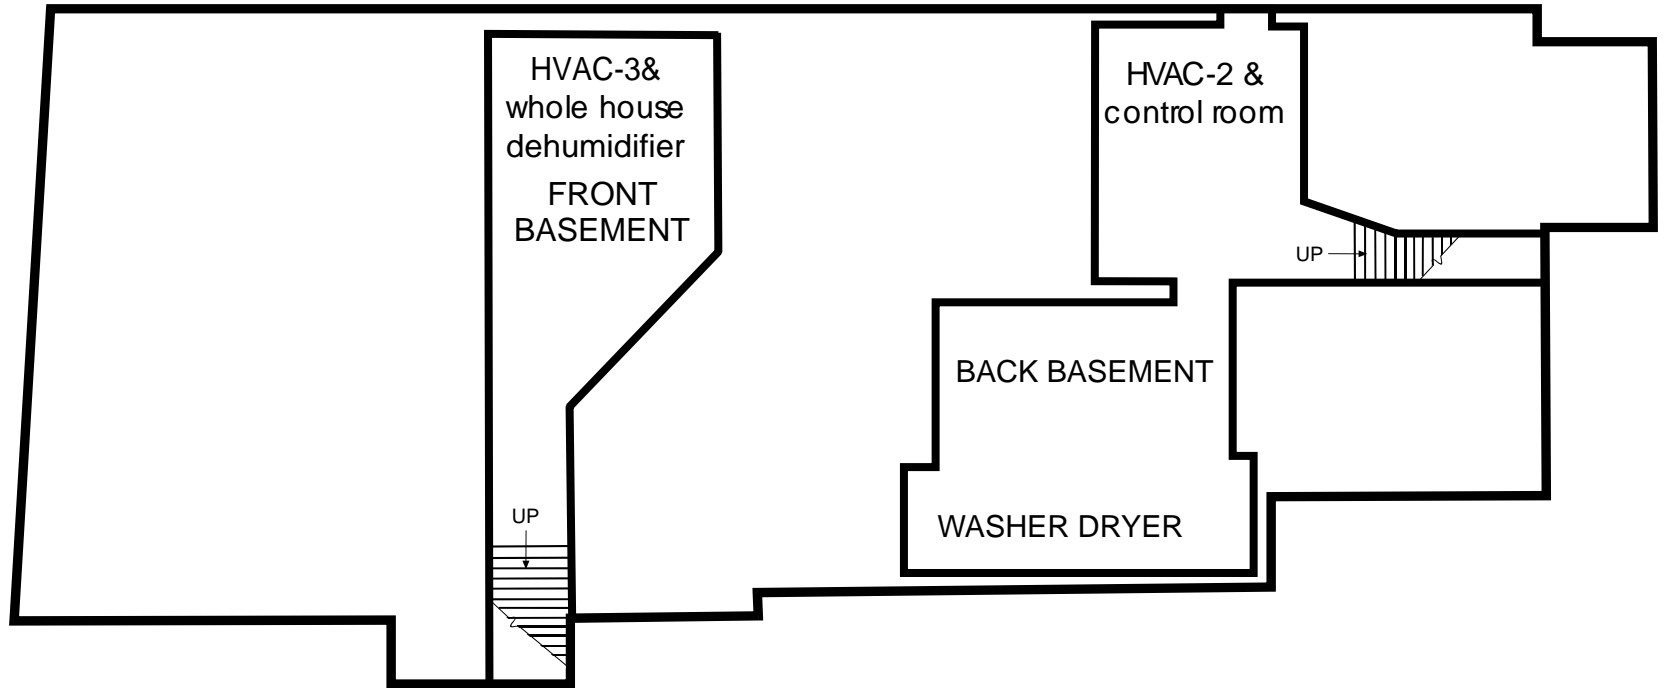 HVAC-3&
whole house
dehumidifier
FRONT
BASEMENT
HVAC-2 &
control room
UP
BACK BASEMENT
WASHER DRYER
UP